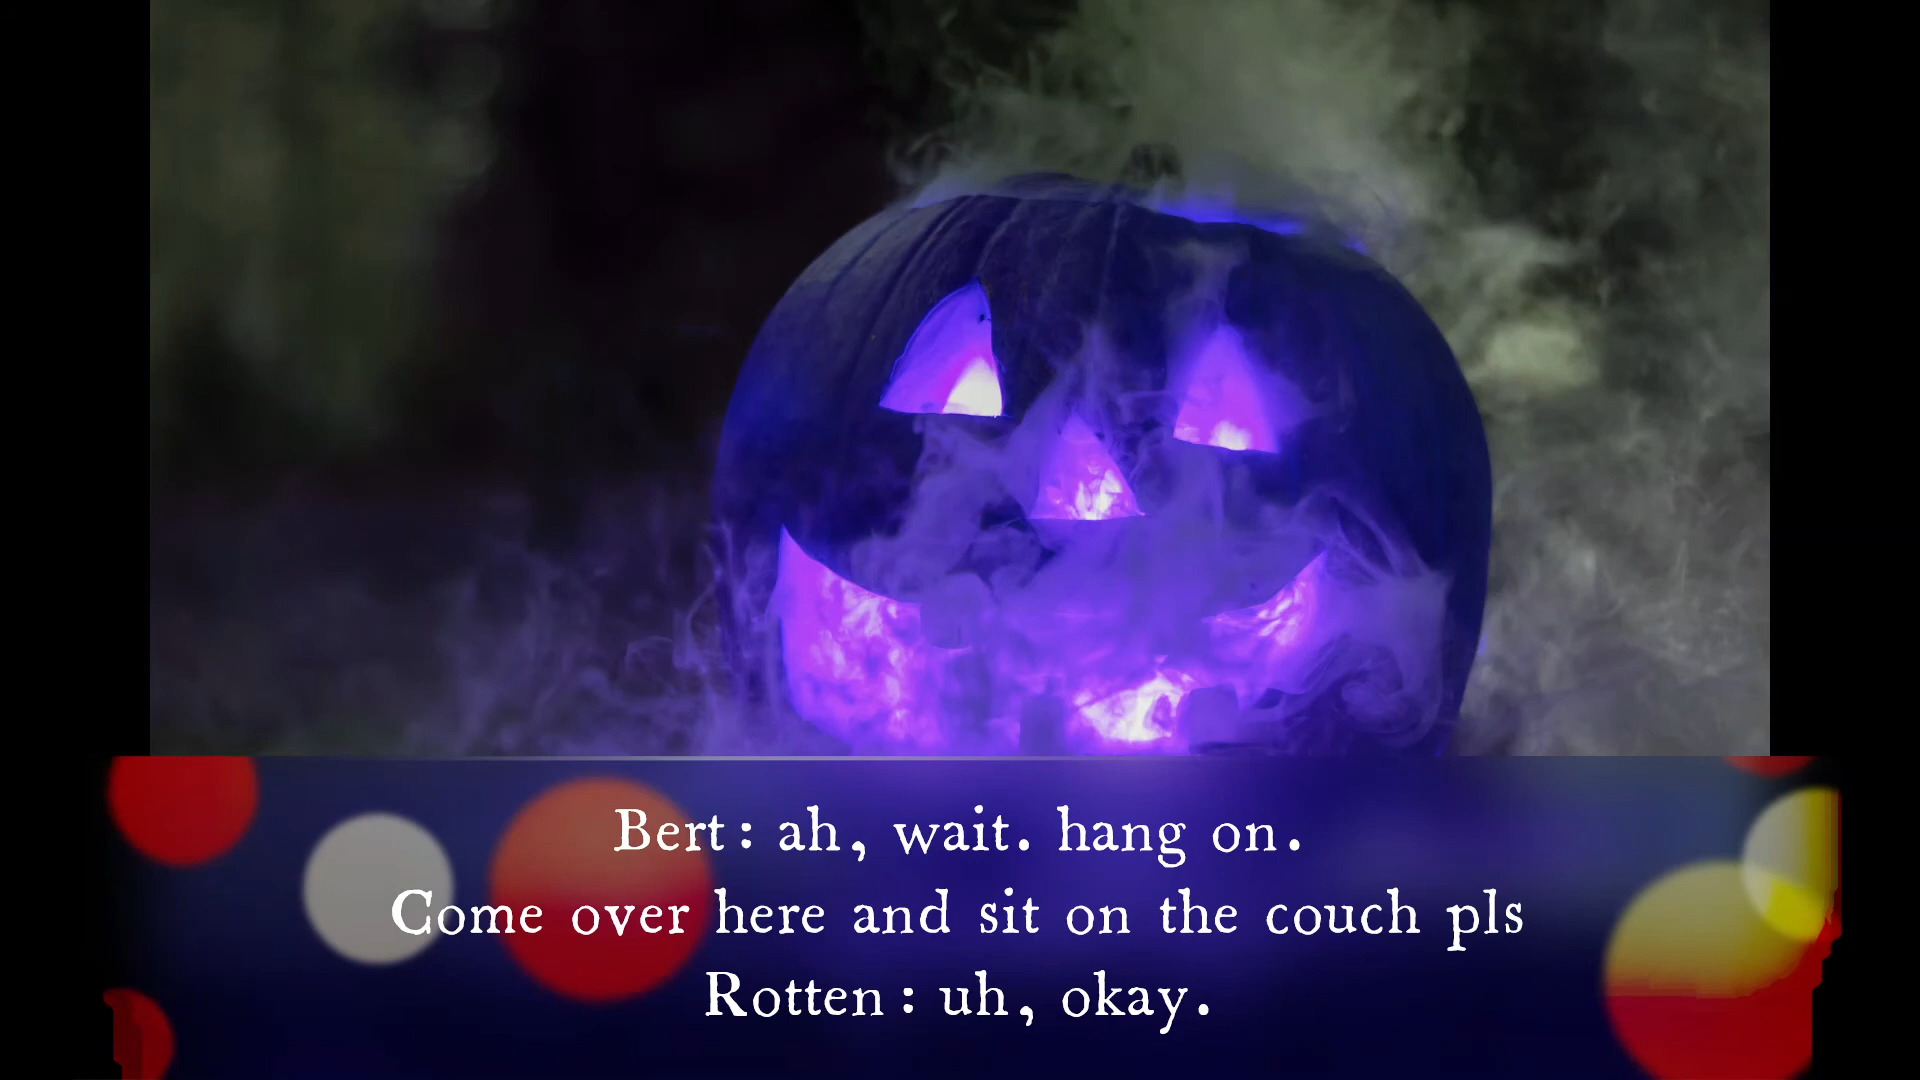 Bert: ah, wait. hang on.
Come over here and sit on the couch pls
Rotten: uh, okay.